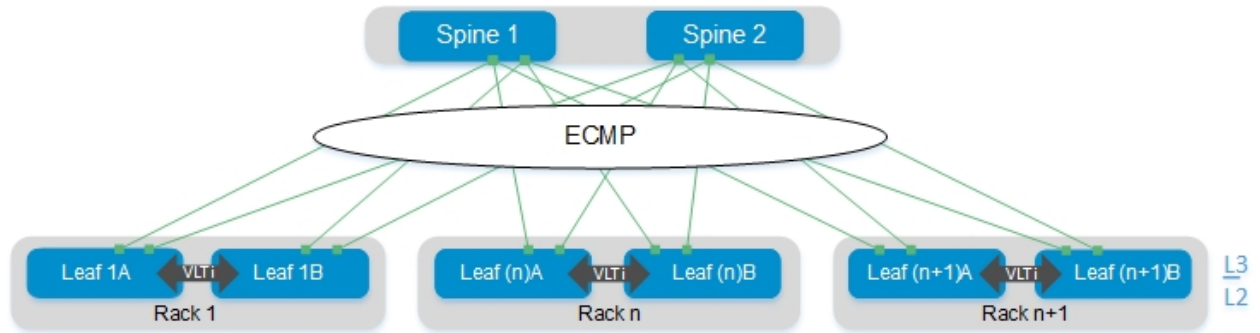 Spine 1 Spine 2
ECMP
Leaf 1A VLTi Leaf 1B Leaf (n)A VLTi Leaf (n)B Leaf (n+1)A VLTi Leaf (n+1)B L3
L2
Rack 1 Rack n Rack n+1